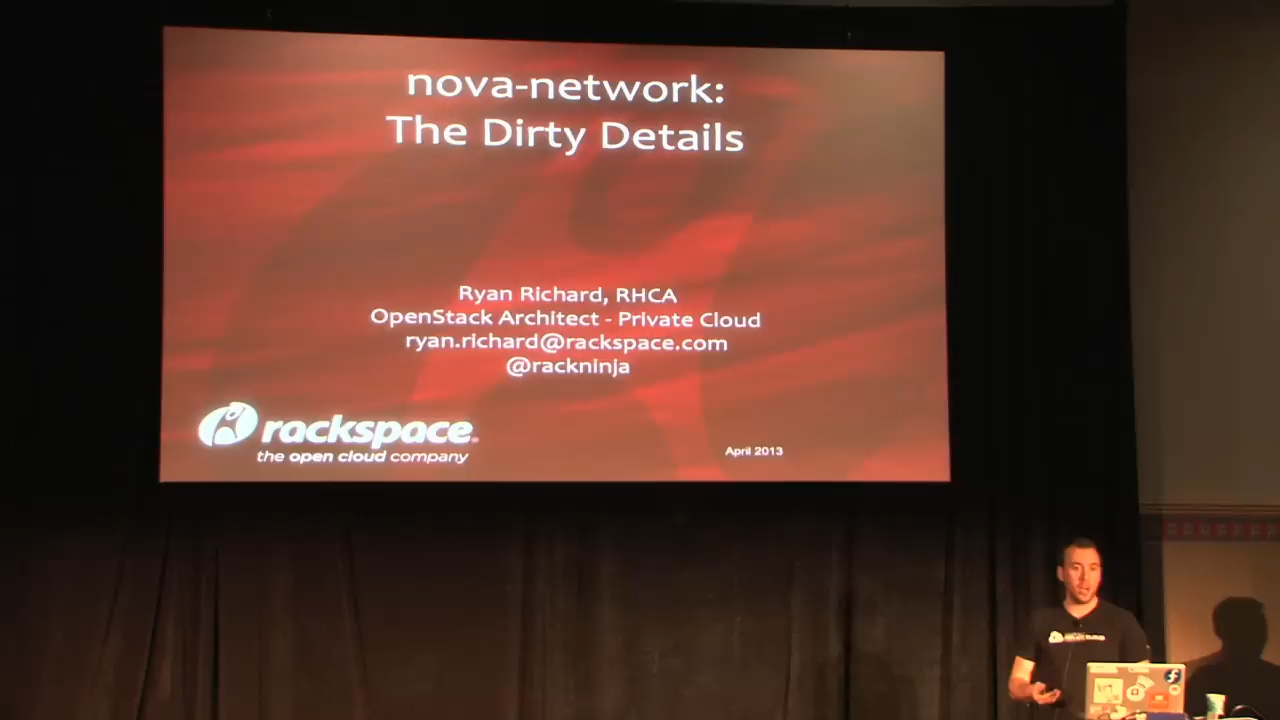 nova-network:
The Dirty Details
Ryan Richard, RHCA
OpenStack Architect - Private Cloud
ryan.richard@rackspace.com
@rackninja
rackspace
the open cloud company
April 2013